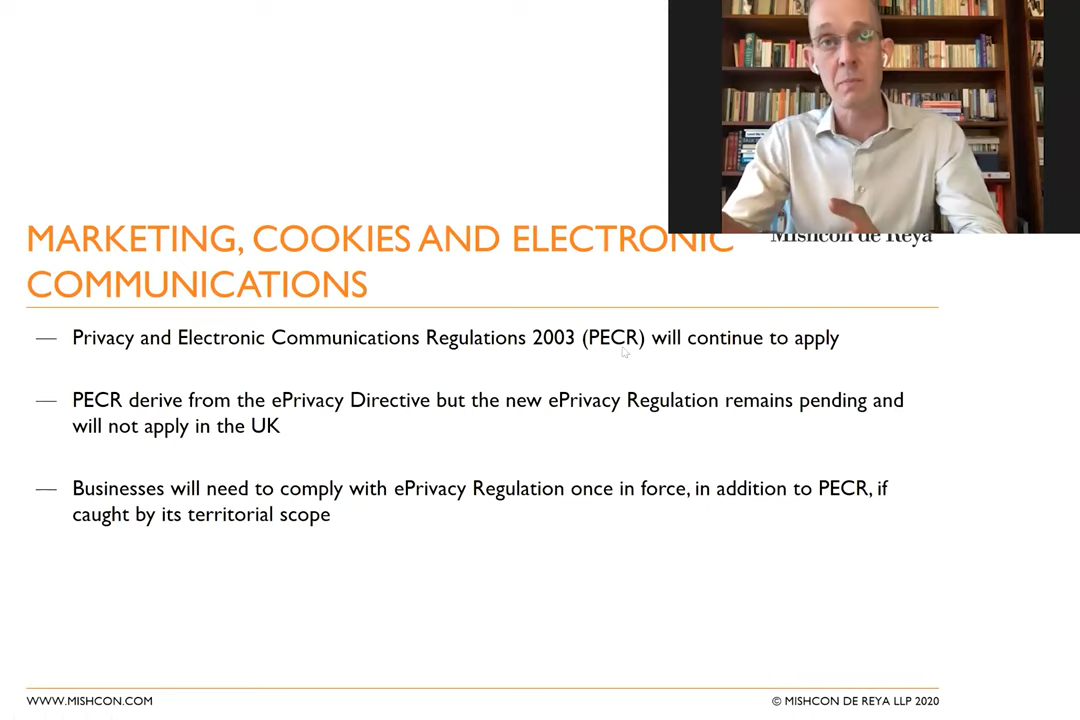 MARKETING, COOKIES AND ELECTRONIC
COMMUNICATIONS
Mishcon de Reya
— Privacy and Electronic Communications Regulations 2003 (PECR) will continue to apply
— PECR derive from the ePrivacy Directive but the new ePrivacy Regulation remains pending and
will not apply in the UK
— Businesses will need to comply with ePrivacy Regulation once in force, in addition to PECR, if
caught by its territorial scope
WWW.MISHCON.COM
© MISHCON DE REYA LLP 2020